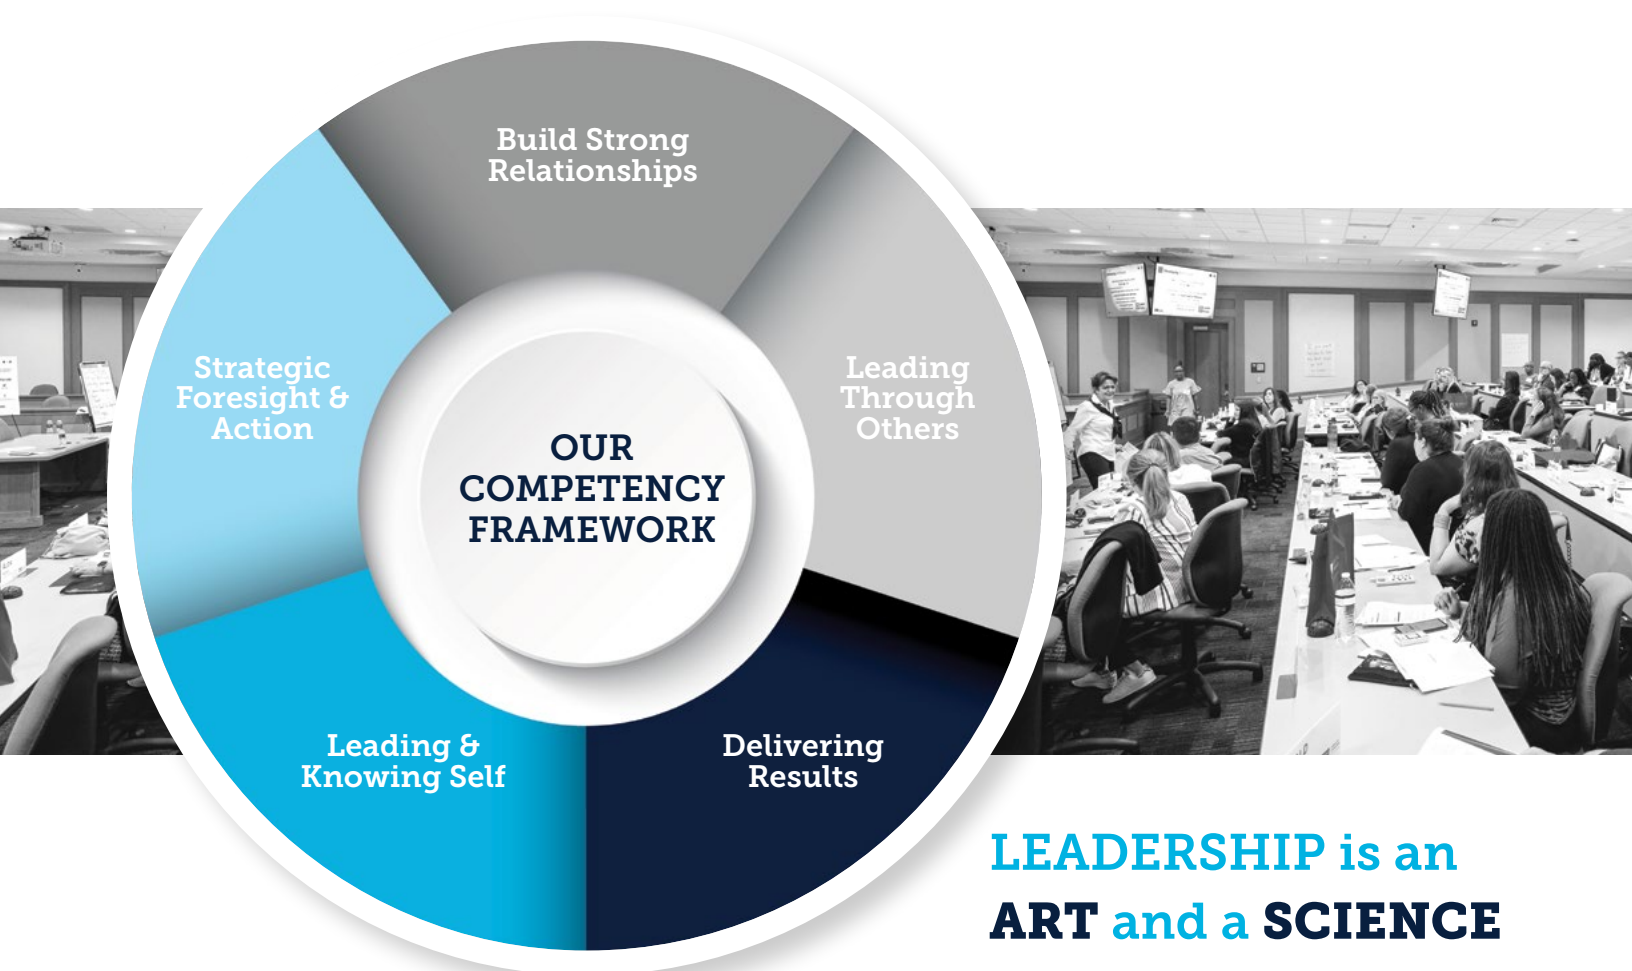 Build Strong
Relationships
Leading
Through
Others
Delivering
Results
Leading &
Knowing Self
Strategic
Foresight &
Action
OUR
COMPETENCY
FRAMEWORK
LEADERSHIP is an
ART and a SCIENCE